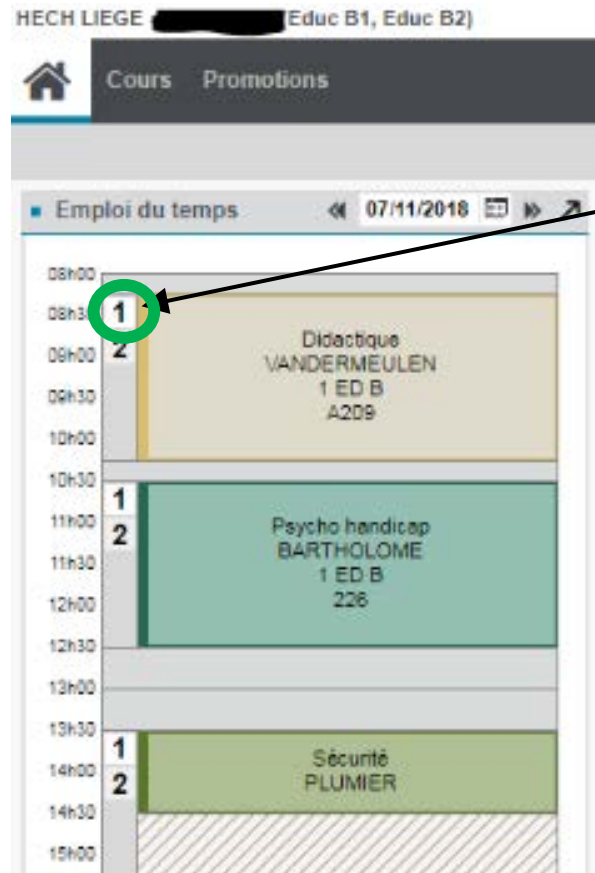 HECH LIEGE Educ B1, Educ B2)
Cours Promotions
Emploi du temps 07/11/2018
08h00
08h30 1
09h00 2
Didactique
VANDERMEULEN
1 ED B
A209
09h30
10h00
10h30
1
11h00 2
Psycho handicap
BARTHOLOME
1 ED B
226
11h30
12h00
12h30
13h00
13h30
1
14h00 2
Sécurité
PLUMIER
14h30
15h00